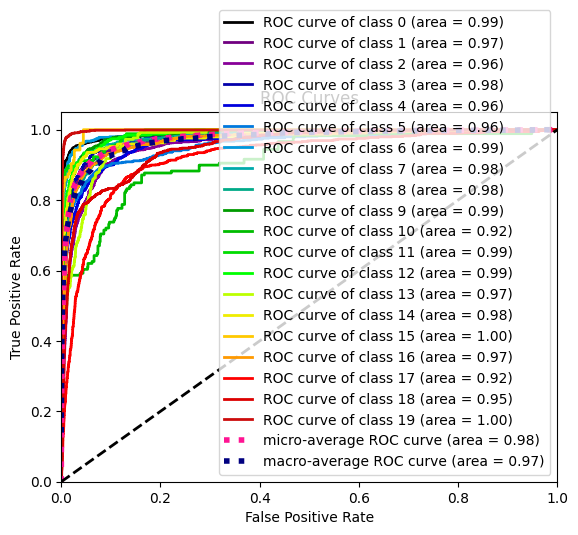 ROC Curves
ROC curve of class 0 (area = 0.99)
ROC curve of class 1 (area = 0.97)
ROC curve of class 2 (area = 0.96)
ROC curve of class 3 (area = 0.98)
ROC curve of class 4 (area = 0.96)
ROC curve of class 5 (area = 0.96)
ROC curve of class 6 (area = 0.99)
ROC curve of class 7 (area = 0.98)
ROC curve of class 8 (area = 0.98)
ROC curve of class 9 (area = 0.99)
ROC curve of class 10 (area = 0.92)
ROC curve of class 11 (area = 0.99)
ROC curve of class 12 (area = 0.99)
ROC curve of class 13 (area = 0.97)
ROC curve of class 14 (area = 0.98)
ROC curve of class 15 (area = 1.00)
ROC curve of class 16 (area = 0.97)
ROC curve of class 17 (area = 0.92)
ROC curve of class 18 (area = 0.95)
ROC curve of class 19 (area = 1.00)
micro-average ROC curve (area = 0.98)
macro-average ROC curve (area = 0.97)
True Positive Rate
1.0
0.8
0.6
0.4
0.2
0.0
0.0 0.2 0.4 0.6 0.8 1.0
False Positive Rate